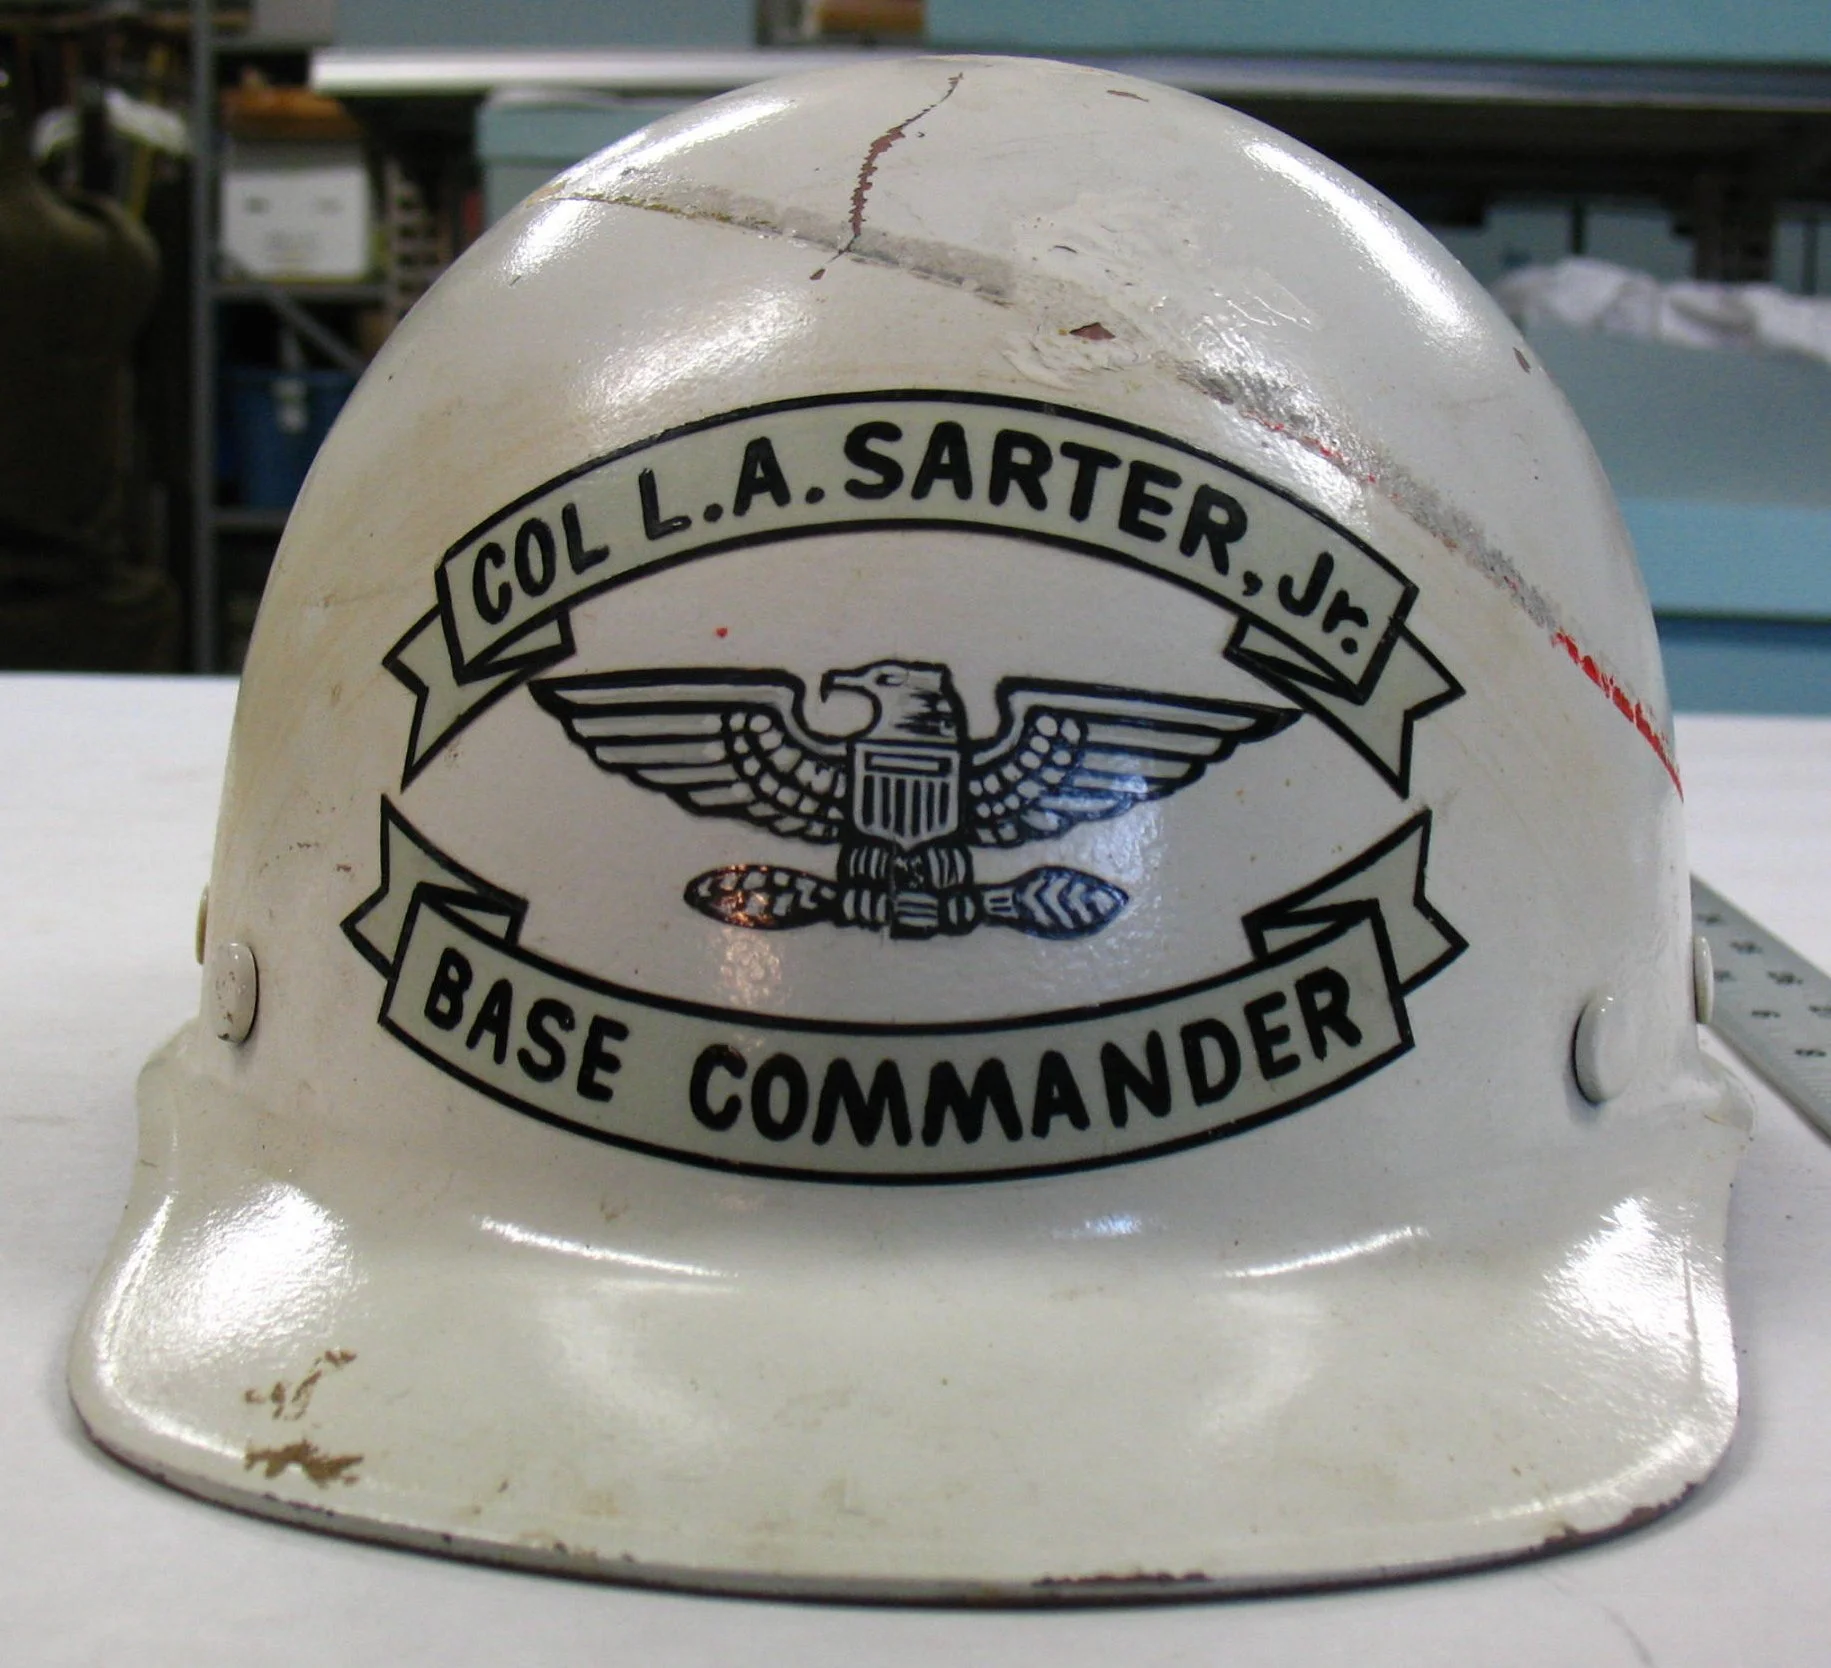 COL L.A. SARTER, Jr.
BASE COMMANDER